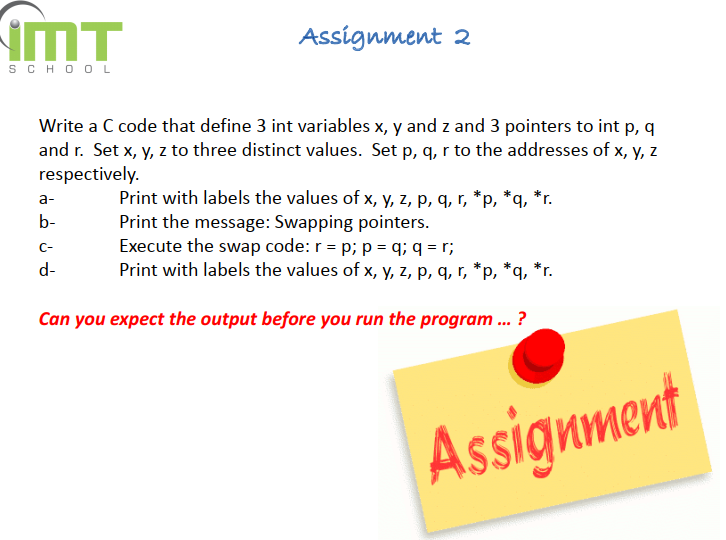 imt
SCHOOL
Assignment 2
Write a C code that define 3 int variables x, y and z and 3 pointers to int p, q
and r.  Set x, y, z to three distinct values.  Set p, q, r to the addresses of x, y, z
respectively.
a- Print with labels the values of x, y, z, p, q, r, *p, *q, *r.
b- Print the message: Swapping pointers.
c- Execute the swap code: r = p; p = q; q = r;
d- Print with labels the values of x, y, z, p, q, r, *p, *q, *r.
Can you expect the output before you run the program … ?
Assignment